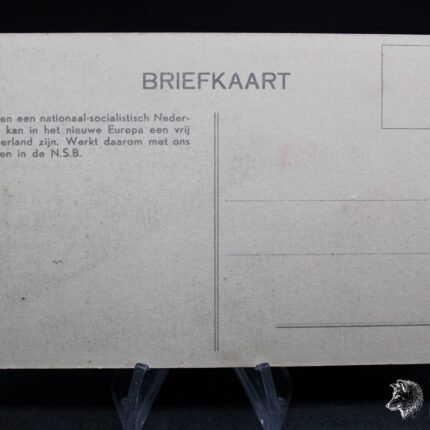 BRIEFKAART
en een nationaal-socialistisch Neder-
kan in het nieuwe Europa een vrij
erland zijn. Werkt daarom met ons
en in de N.S.B.